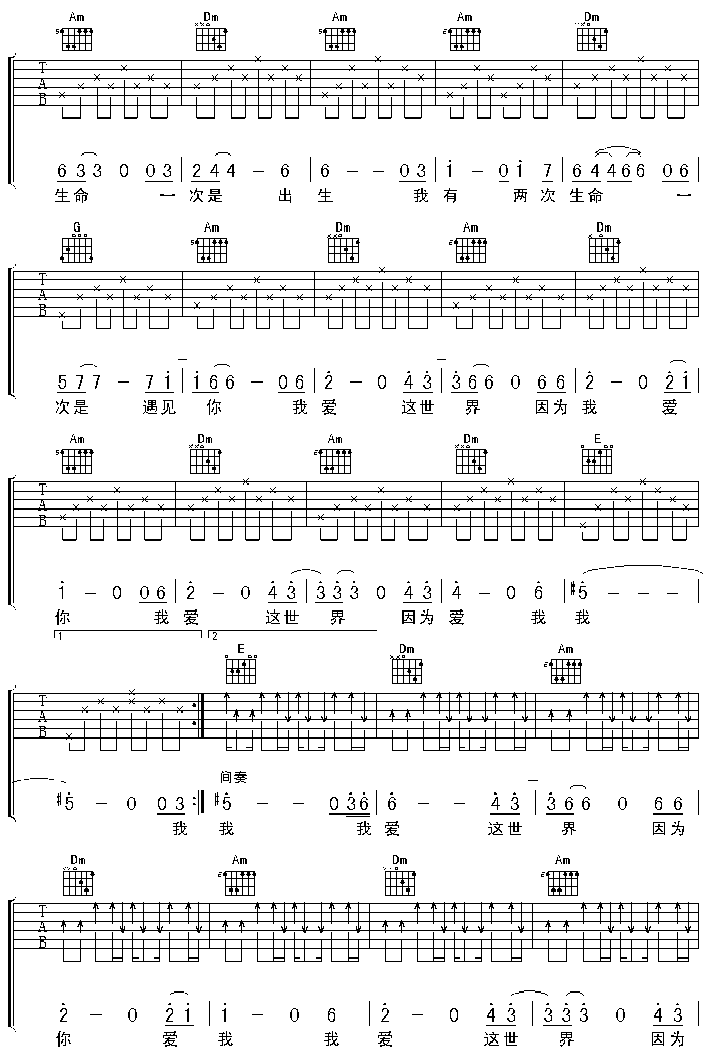 Am Dm Am Am Dm
T
A
B
6 3 3 0 0 3 | 2 4 4 - 6 | 6 - - 0 3 | i - 0 1 7 | 6 4 4 6 6 0 6
生命 一次是 出生 我有 两次生命 一
G Am Dm Am Dm
T
A
B
5 7 7 - 7 i | i 6 6 - 0 6 | 2 - 0 4 3 | 3 6 6 0 6 6 | 2 - 0 2 i
次是 遇见你 我爱 这世界 因为我 爱
Am Dm Am Dm E
T
A
B
1 - 0 0 6 | 2 - 0 4 3 | 3 3 3 0 4 3 | 4 - 0 6 | #5 - - -
你 我爱 这世界 因为爱 我 我
1 2
E Dm Am
T
A
B
间奏
#5 - 0 0 3 :| #5 - - 0 3 6 | 6 - - 4 3 | 3 6 6 0 6 6
我 我 我爱 这世界 因为
Dm Am Dm Am
T
A
B
2 - 0 2 i | i - 0 6 | 2 - 0 4 3 | 3 3 3 0 4 3
你 爱我 我爱 这世界 因为